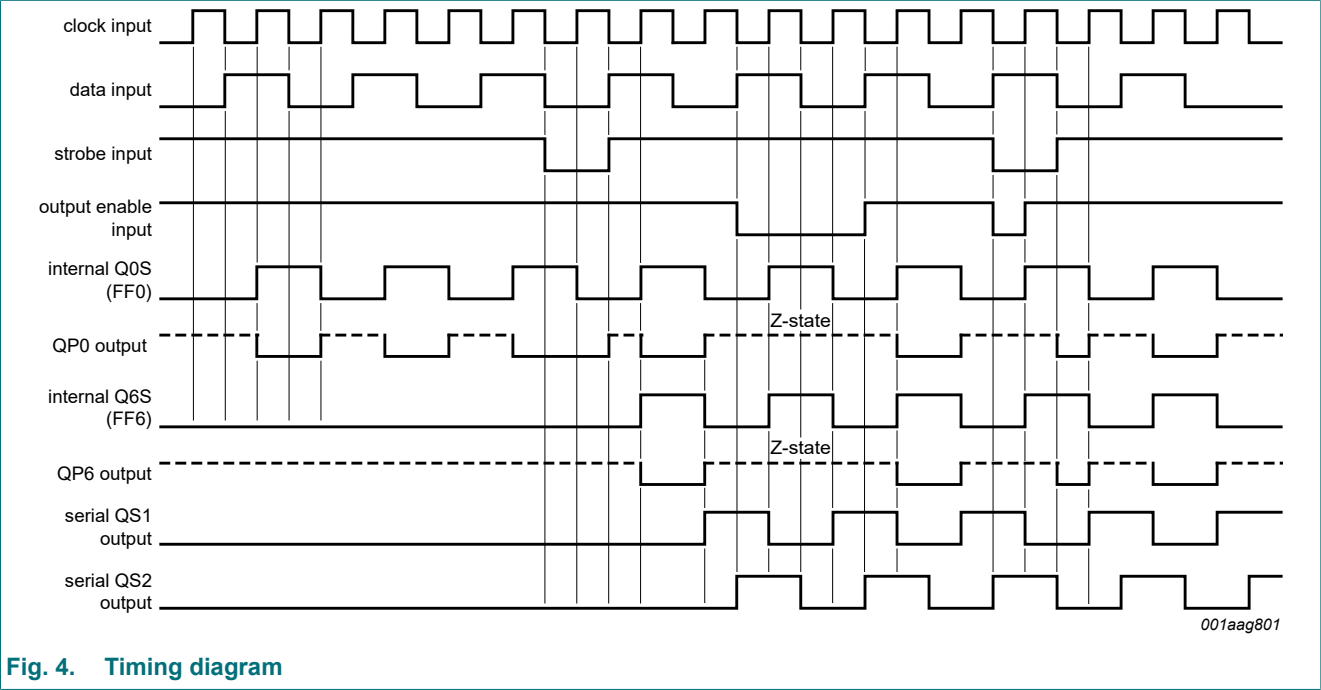 clock input
data input
strobe input
output enable
input
internal Q0S
(FF0)
Z-state
QP0 output
internal Q6S
(FF6)
Z-state
QP6 output
serial QS1
output
serial QS2
output
001aag801
Fig. 4. Timing diagram